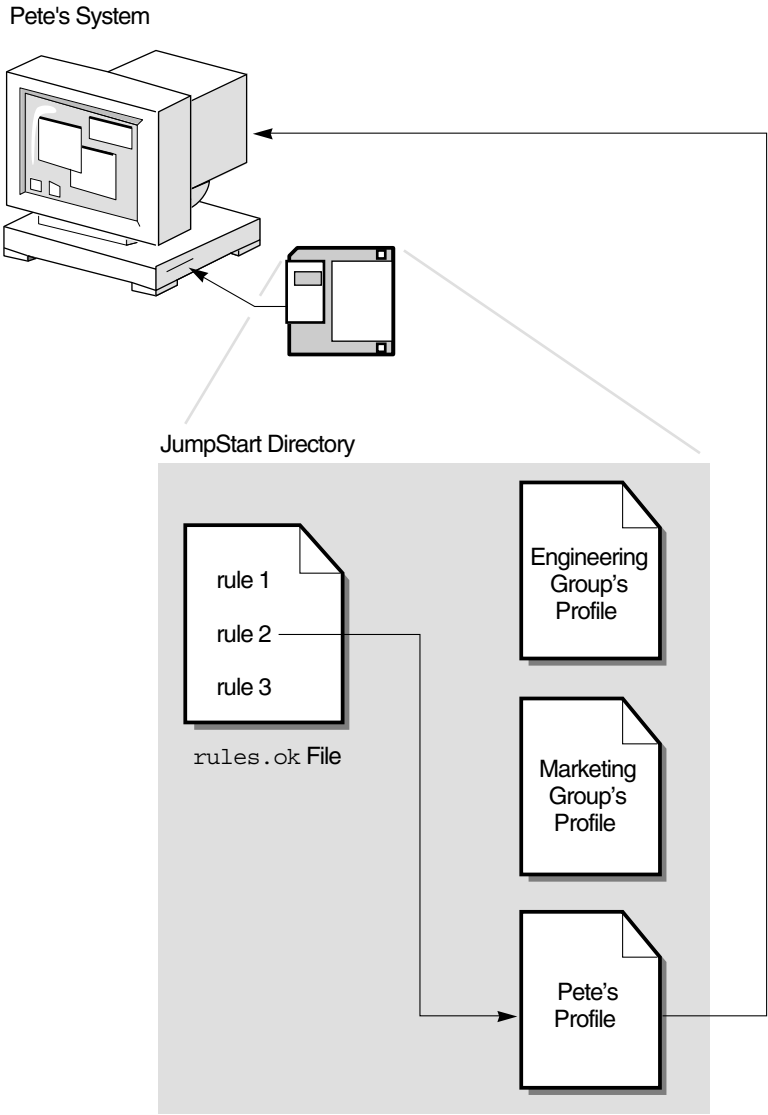 Pete's System
JumpStart Directory
rule 1
rule 2
rule 3
rules.ok File
Engineering
Group’s
Profile
Marketing
Group’s
Profile
Pete’s
Profile